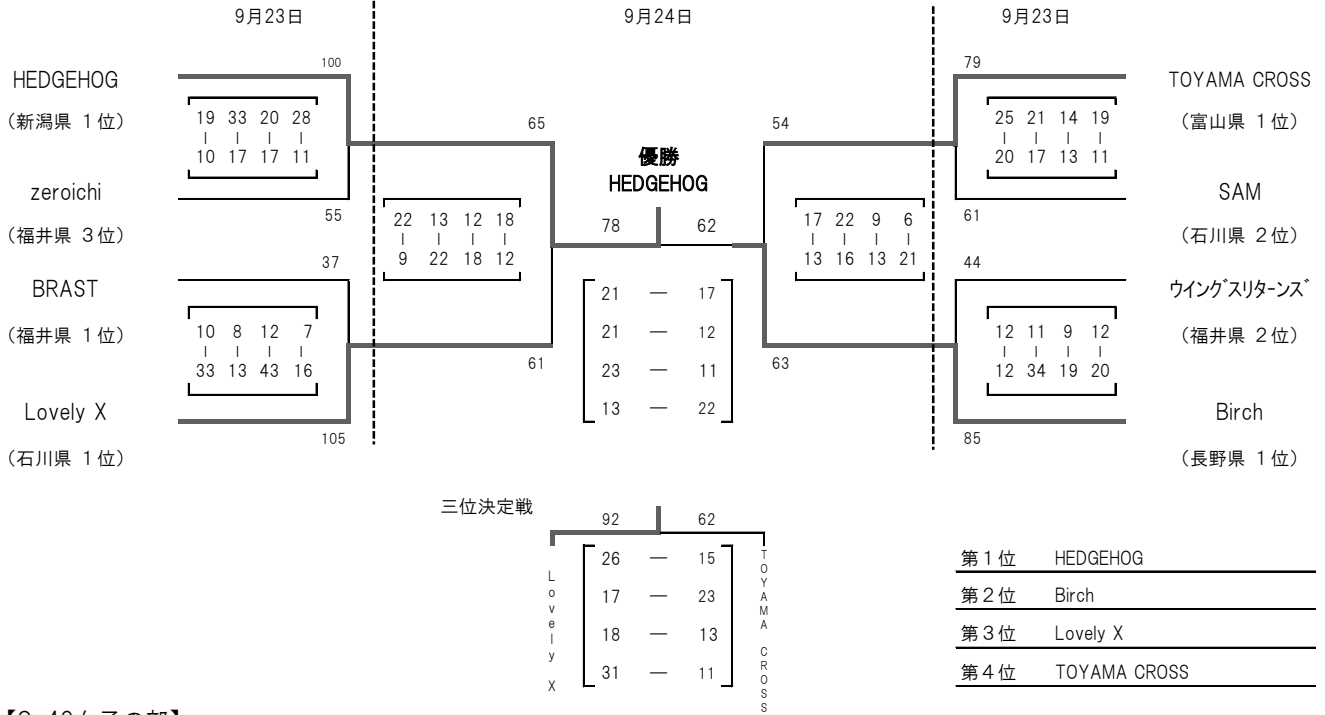 9月23日 9月24日 9月23日
100 79
HEDGEHOG TOYAMA CROSS
（新潟県 1位） 19 33 20 28 65 54 25 21 14 19 （富山県 1位）
| | | | | | | |
10 17 17 11 優勝 20 17 13 11
HEDGEHOG
zeroichi SAM
55 22 13 12 18 78 62 17 22 9 6 61
（福井県 3位） | | | | | | | | （石川県 2位）
37 9 22 18 12 13 16 13 21 44
BRAST 21 — 17 ウイングスリターンズ
（福井県 1位） 10 8 12 7 21 — 12 12 11 9 12 （福井県 2位）
| | | | | | | |
33 13 43 16 61 23 — 11 63 12 34 19 20
Lovely X 13 — 22 Birch
105 85
（石川県 1位） （長野県 1位）
三位決定戦 92 62
Lovely X 26 — 15 TOYAMA CROSS
17 — 23
18 — 13
31 — 11
第1位 HEDGEHOG
第2位 Birch
第3位 Lovely X
第4位 TOYAMA CROSS